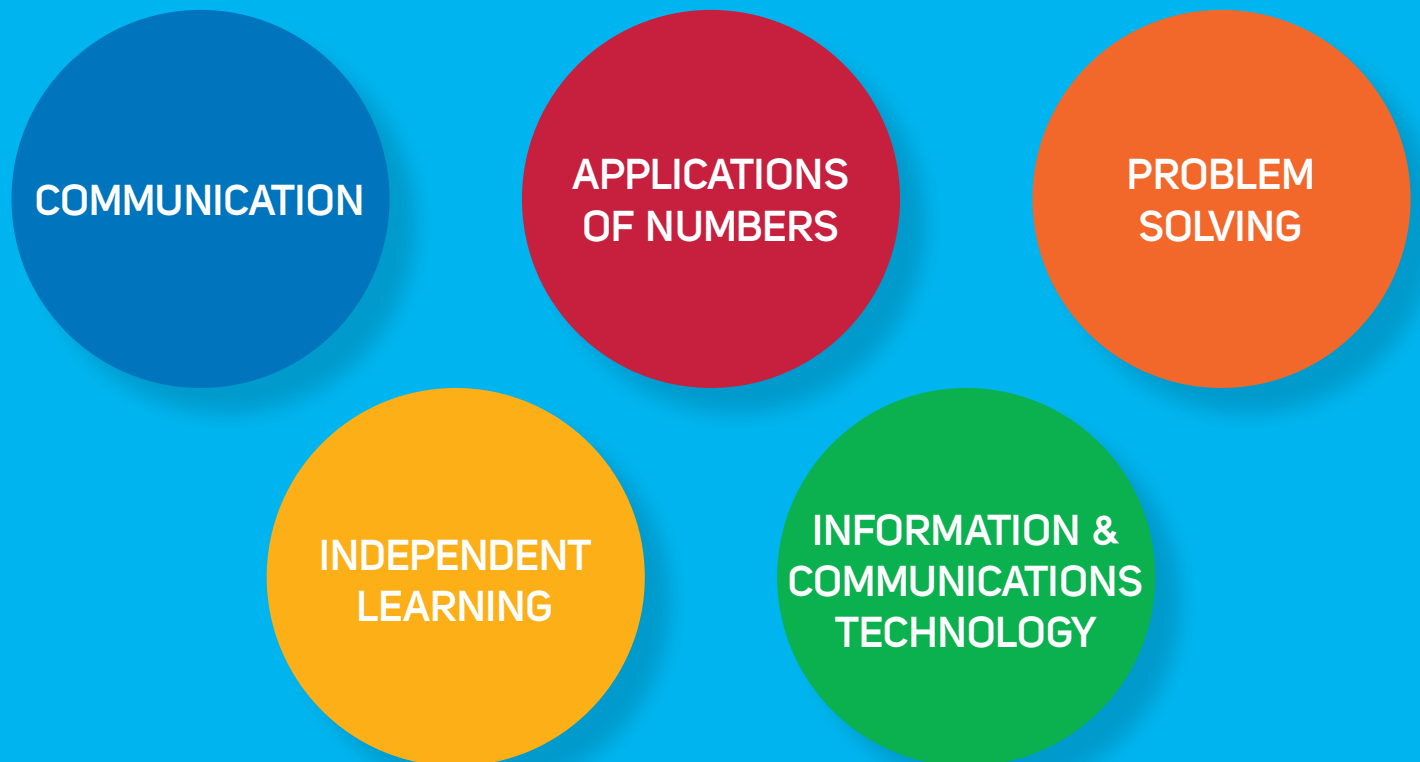 COMMUNICATION
APPLICATIONS
OF NUMBERS
PROBLEM
SOLVING
INDEPENDENT
LEARNING
INFORMATION &
COMMUNICATIONS
TECHNOLOGY